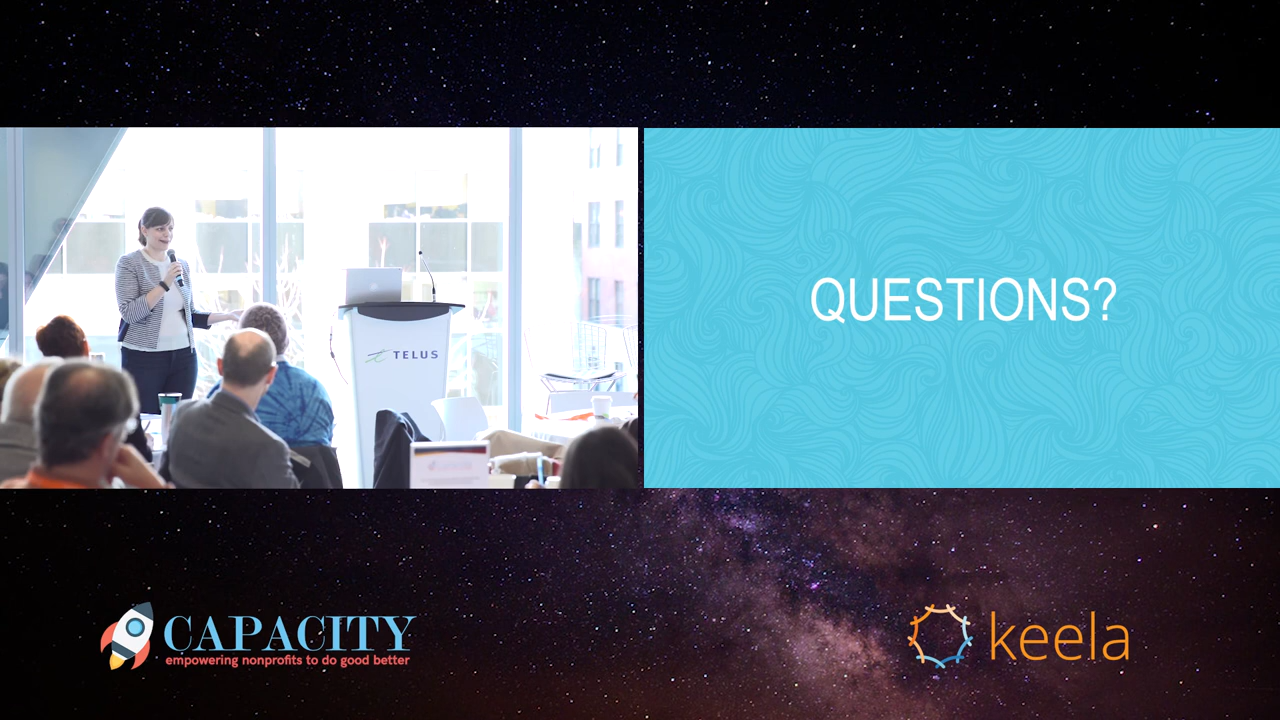 TELUS
QUESTIONS?
CAPACITY
empowering nonprofits to do good better
keela